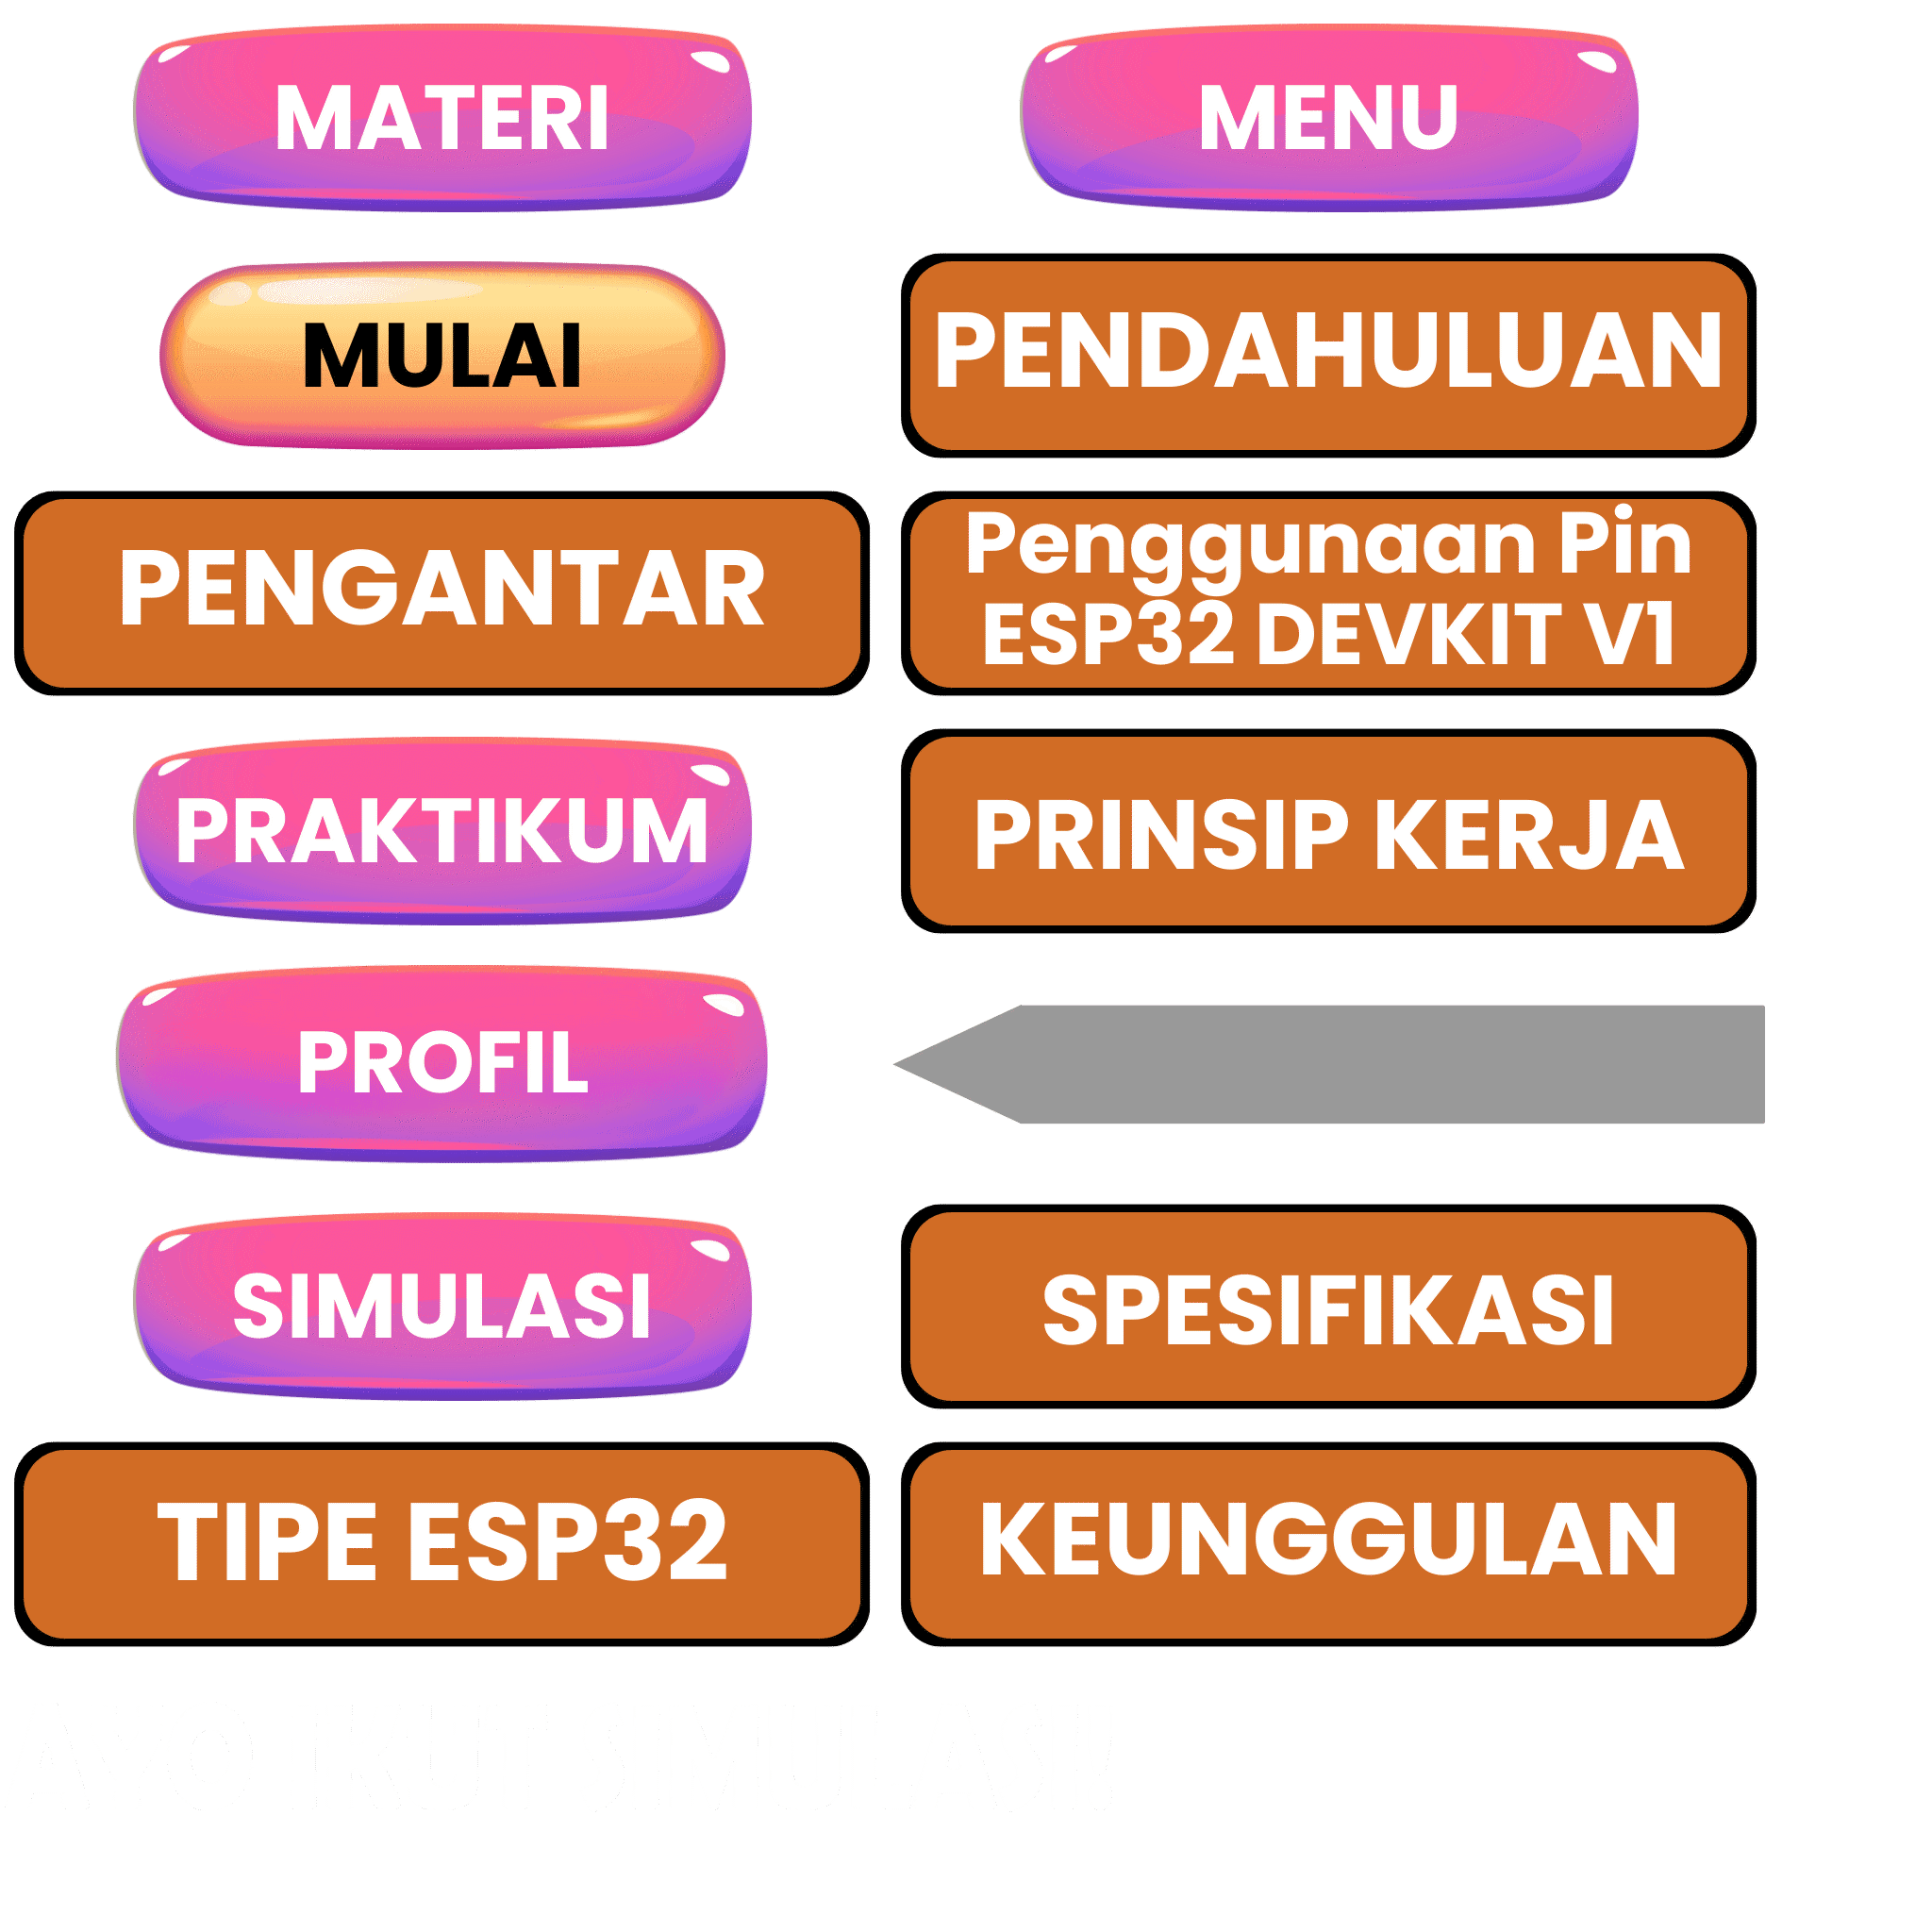 MATERI
MENU
MULAI
PENDAHULUAN
PENGANTAR
Penggunaan Pin
ESP32 DEVKIT V1
PRAKTIKUM
PRINSIP KERJA
PROFIL
SIMULASI
SPESIFIKASI
TIPE ESP32
KEUNGGULAN